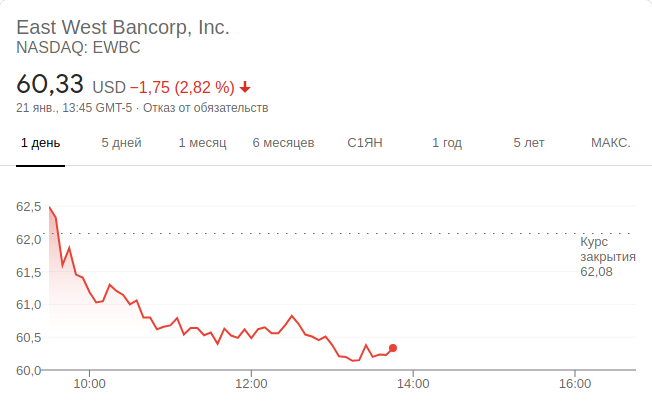 East West Bancorp, Inc.
NASDAQ: EWBC
60,33 USD −1,75 (2,82 %)
21 янв., 13:45 GMT-5 · Отказ от обязательств
1 день 5 дней 1 месяц 6 месяцев С1ЯН 1 год 5 лет МАКС.
62,5
62,0
Курс
закрытия
62,08
61,5
61,0
60,5
60,0
10:00 12:00 14:00 16:00